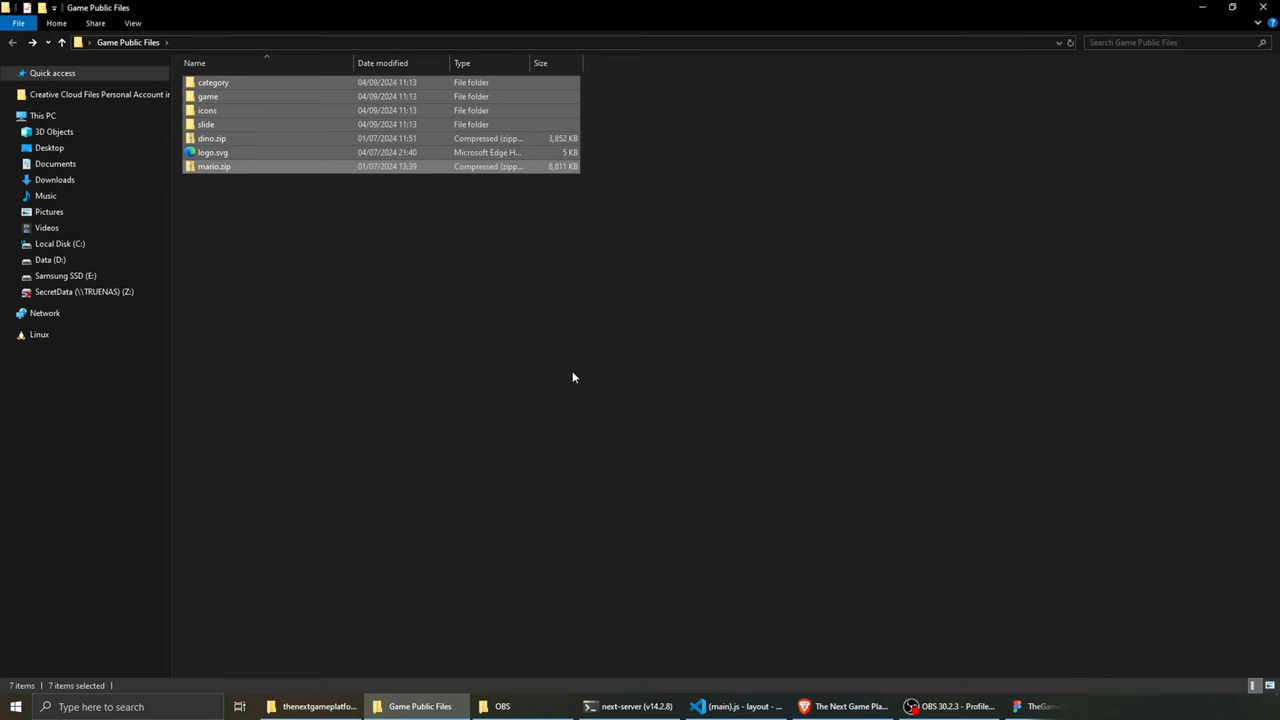 Game Public Files
File Home Share View
Game Public Files
Search Game Public Files
Name Date modified Type Size
category 04/09/2024 11:13 File folder
game 04/09/2024 11:13 File folder
icons 04/09/2024 11:13 File folder
slide 04/09/2024 11:13 File folder
dino.zip 01/07/2024 11:51 Compressed (zipp... 3,852 KB
logo.svg 04/07/2024 21:40 Microsoft Edge H... 5 KB
mario.zip 01/07/2024 13:39 Compressed (zipp... 8,811 KB
Quick access
Creative Cloud Files Personal Account in
This PC
3D Objects
Desktop
Documents
Downloads
Music
Pictures
Videos
Local Disk (C:)
Data (D:)
Samsung SSD (E:)
SecretData (\\TRUENAS) (Z:)
Network
Linux
7 items 7 items selected
Type here to search
thenextgameplatfo...
Game Public Files
OBS
next-server (v14.2.8)
(main).js - layout - ...
The Next Game Pla...
OBS 30.2.3 - Profile...
TheGame